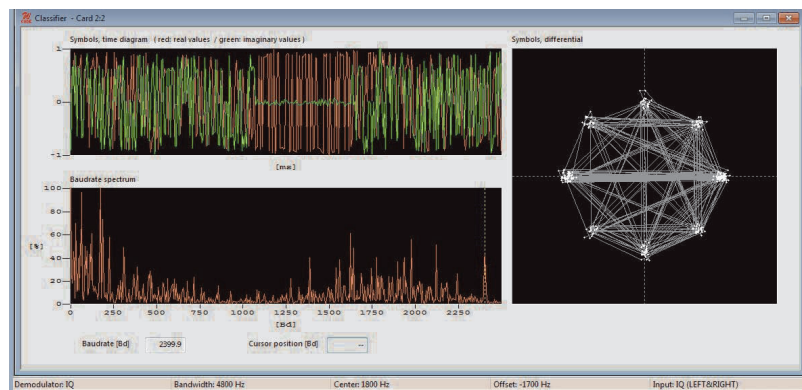 Classifier - Card 2:2
Symbols, time diagram ( red: real values / green: imaginary values )
Symbols, differential
1
0
-1
[ms]
Baudrate spectrum
100
80
60
[%]
40
20
0
0 250 500 750 1000 1250 1500 1750 2000 2250
[Bd]
Baudrate [Bd] 2399.9 Cursor position [Bd] --
Demodulator: IQ Bandwidth: 4800 Hz Center: 1800 Hz Offset: -1700 Hz Input: IQ (LEFT&RIGHT)